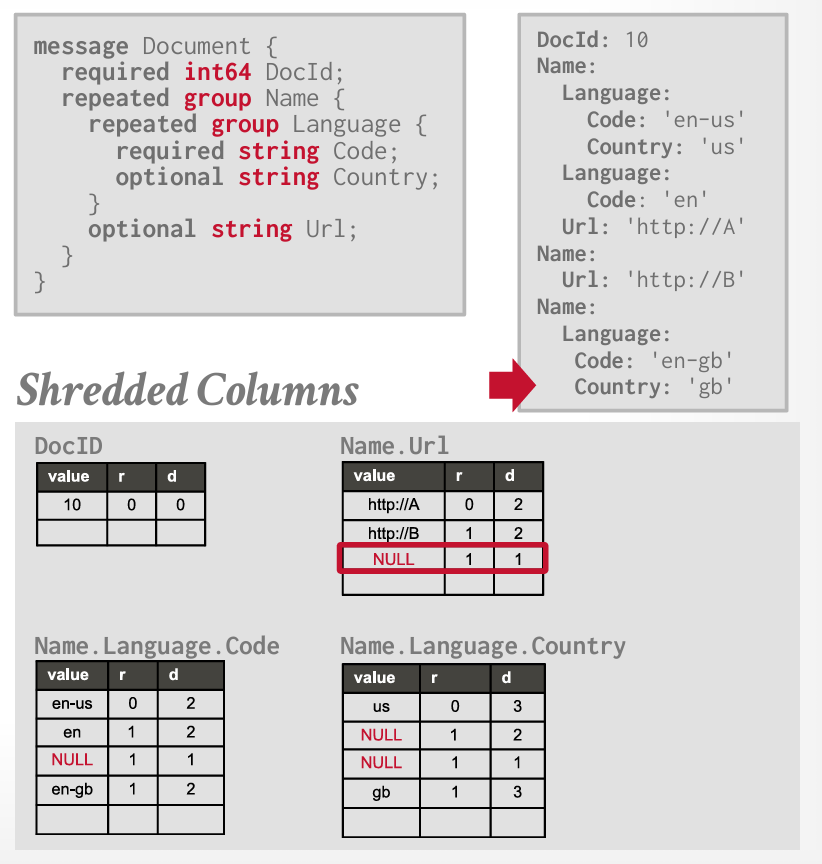 message Document {
required int64 DocId;
repeated group Name {
repeated group Language {
required string Code;
optional string Country;
}
optional string Url;
}
}
DocId: 10
Name:
Language:
Code: 'en-us'
Country: 'us'
Language:
Code: 'en'
Url: 'http://A'
Name:
Url: 'http://B'
Name:
Language:
Code: 'en-gb'
Country: 'gb'
Shredded Columns
DocID
value r d
10 0 0
Name.Url
value r d
http://A 0 2
http://B 1 2
NULL 1 1
Name.Language.Code
value r d
en-us 0 2
en 1 2
NULL 1 1
en-gb 1 2
Name.Language.Country
value r d
us 0 3
NULL 1 2
NULL 1 1
gb 1 3